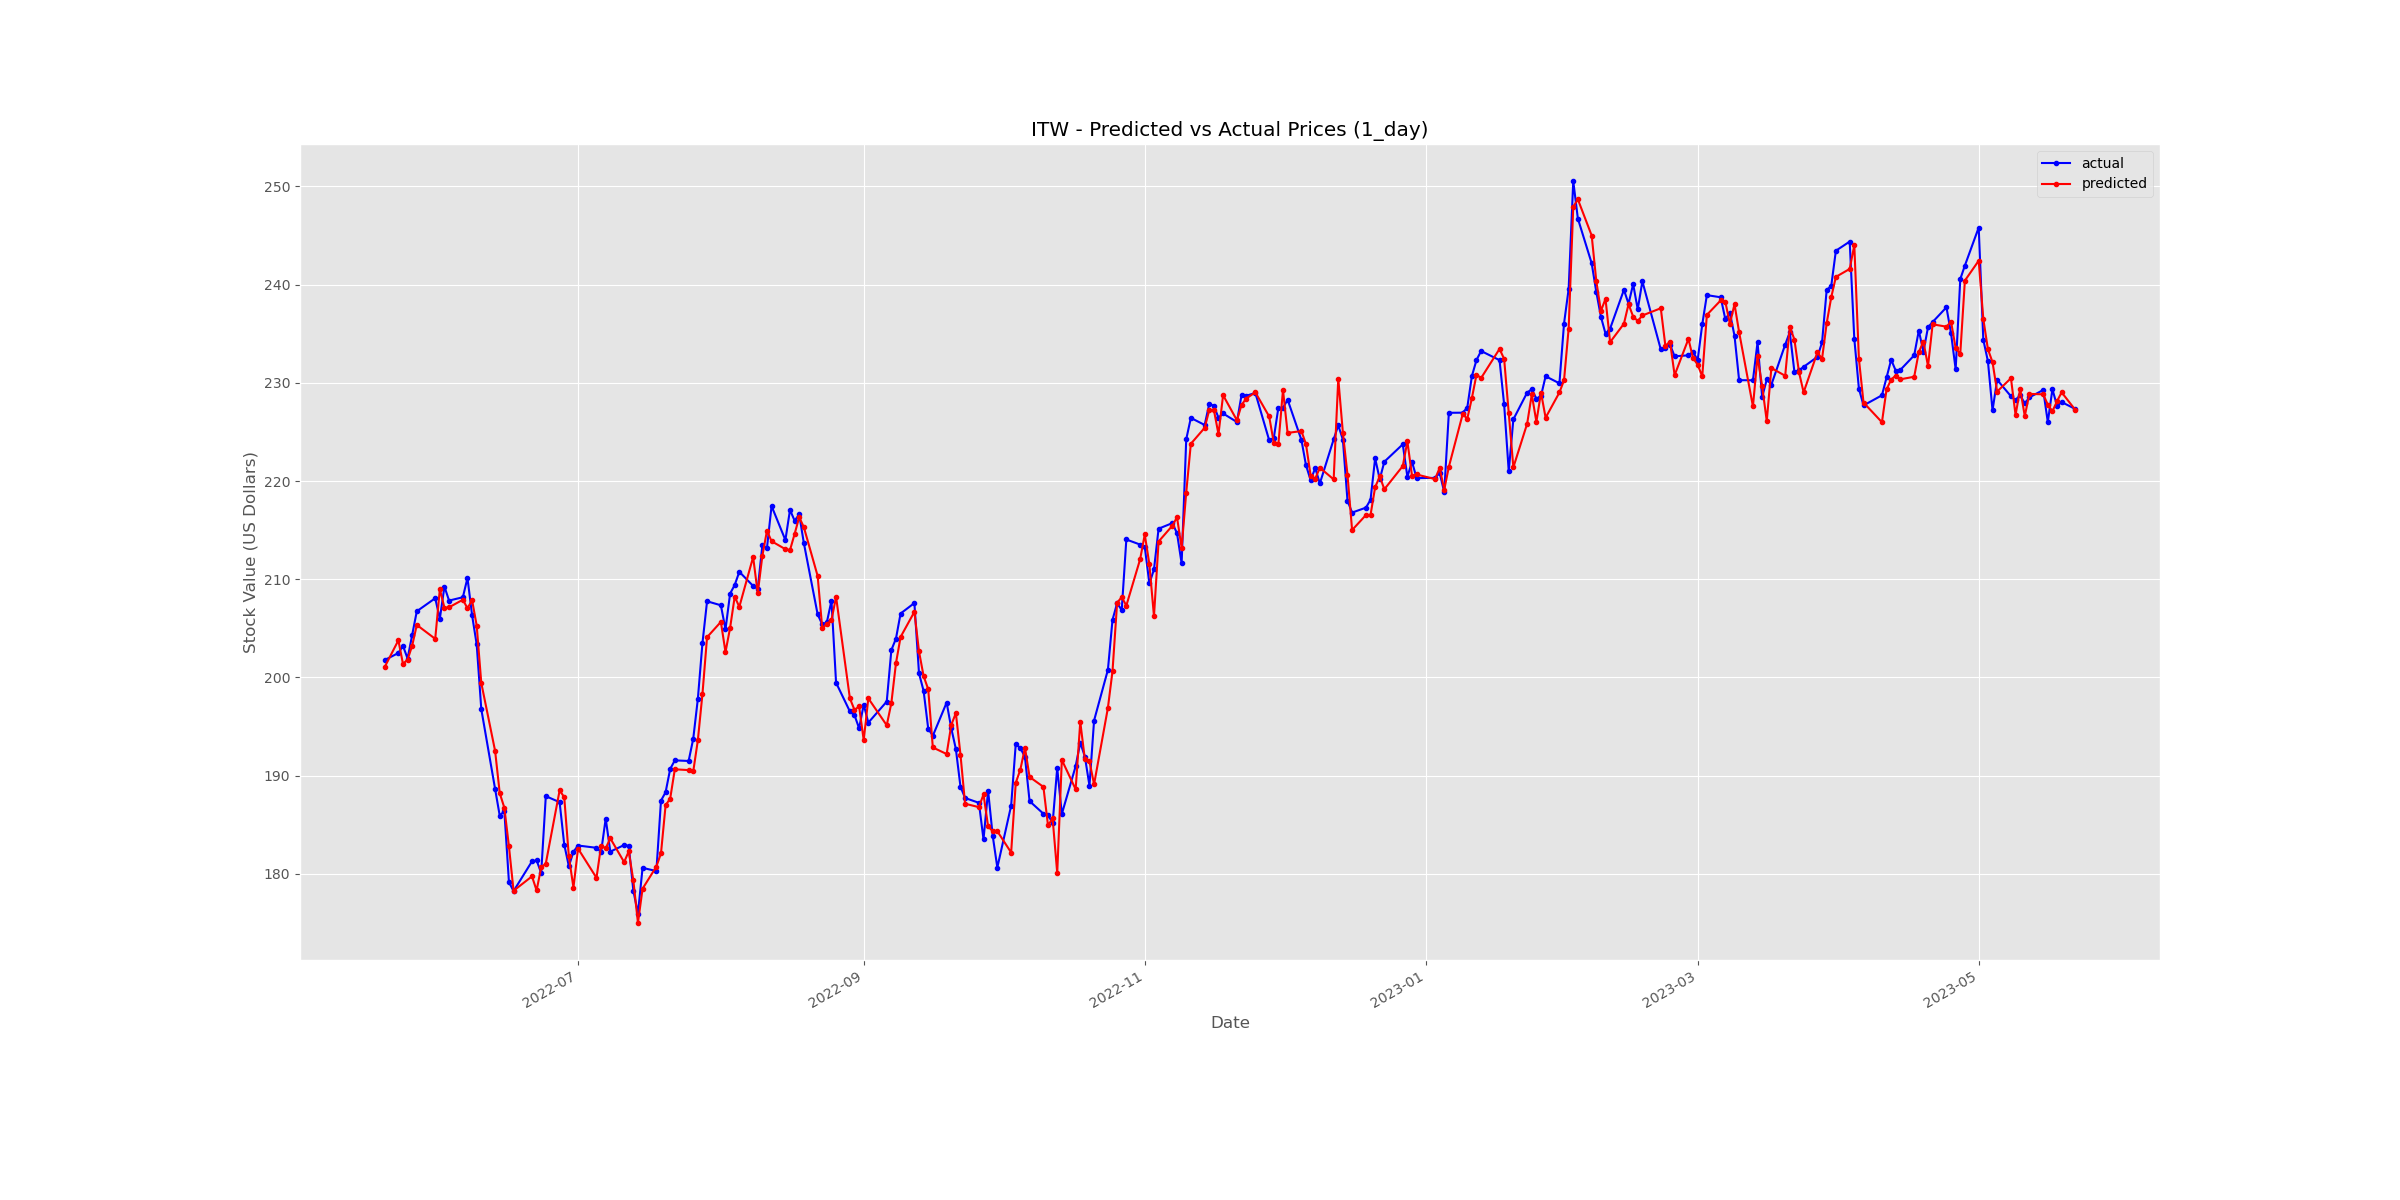 ITW - Predicted vs Actual Prices (1_day)
actual
predicted
250
240
230
220
210
200
190
180
Stock Value (US Dollars)
2022-07
2022-09
2022-11
2023-01
2023-03
2023-05
Date